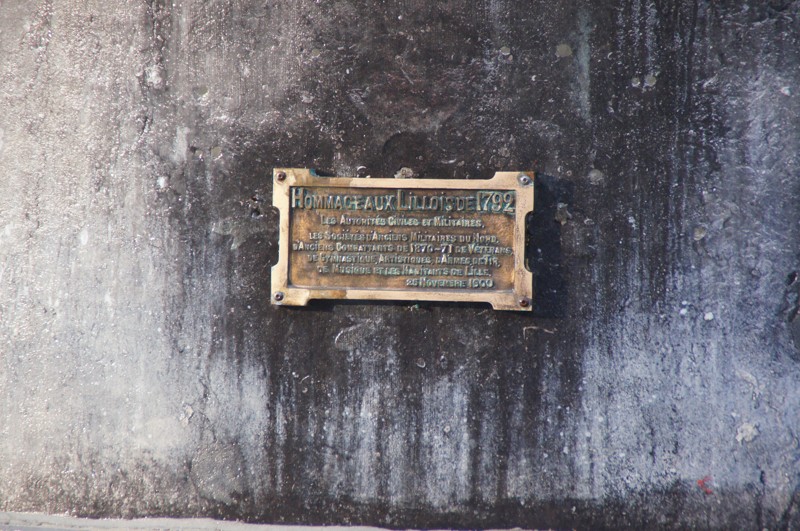 HOMMAGE AUX LILLOIS DE 1792
LES AUTORITÉS CIVILES ET MILITAIRES,
LES SOCIÉTÉS D'ANCIENS MILITAIRES DU NORD,
D'ANCIENS COMBATTANTS DE 1870-71 DE VÉTÉRANS,
DE GYMNASTIQUE, ARTISTIQUES D'ARMES DE TIR,
DE MUSIQUE ET LES HABITANTS DE LILLE.
25 NOVEMBRE 1900